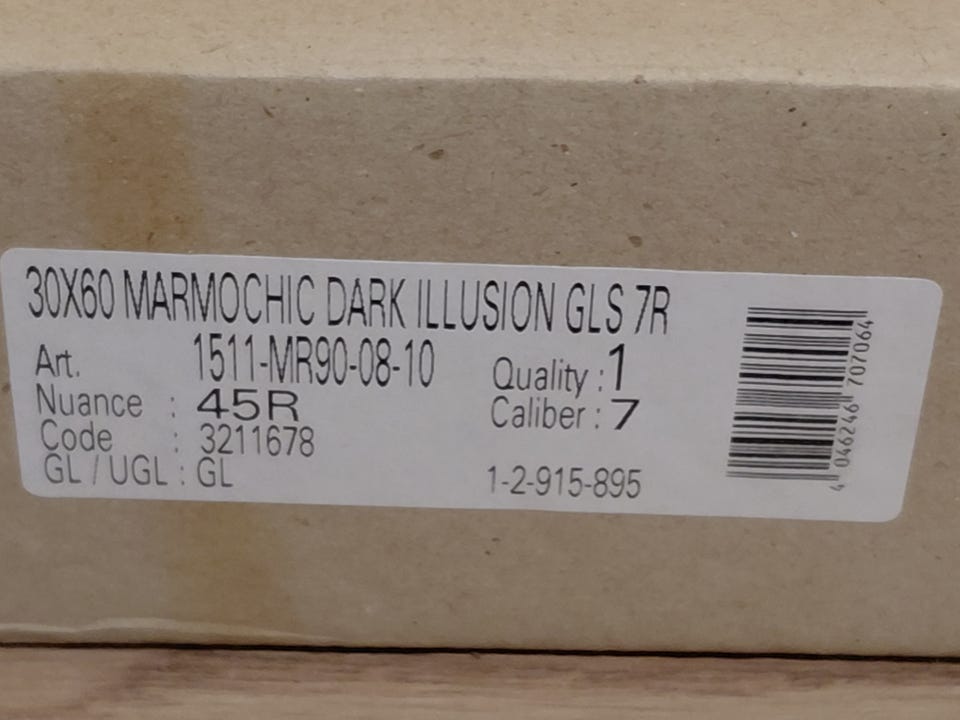 30X60 MARMOCHIC DARK ILLUSION GLS 7R
Art. 1511-MR90-08-10 Quality : 1
Nuance : 45R Caliber : 7
Code : 3211678
GL / UGL : GL 1-2-915-895
4 046246 707064